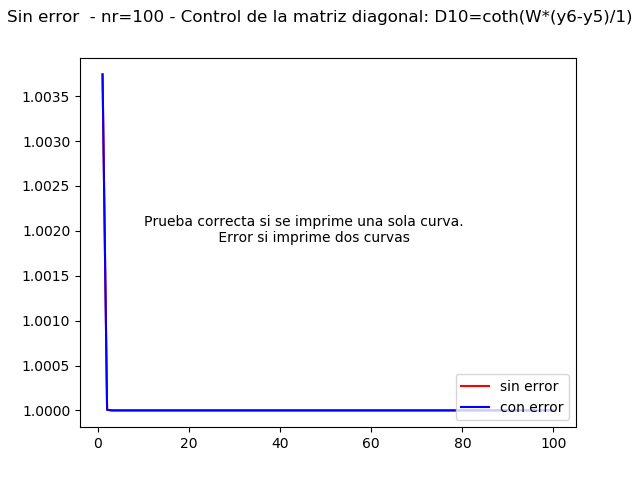 Sin error  - nr=100 - Control de la matriz diagonal: D10=coth(W*(y6-y5)/1)
1.0035
1.0030
1.0025
1.0020
1.0015
1.0010
1.0005
1.0000
Prueba correcta si se imprime una sola curva.
Error si imprime dos curvas
sin error
con error
0 20 40 60 80 100